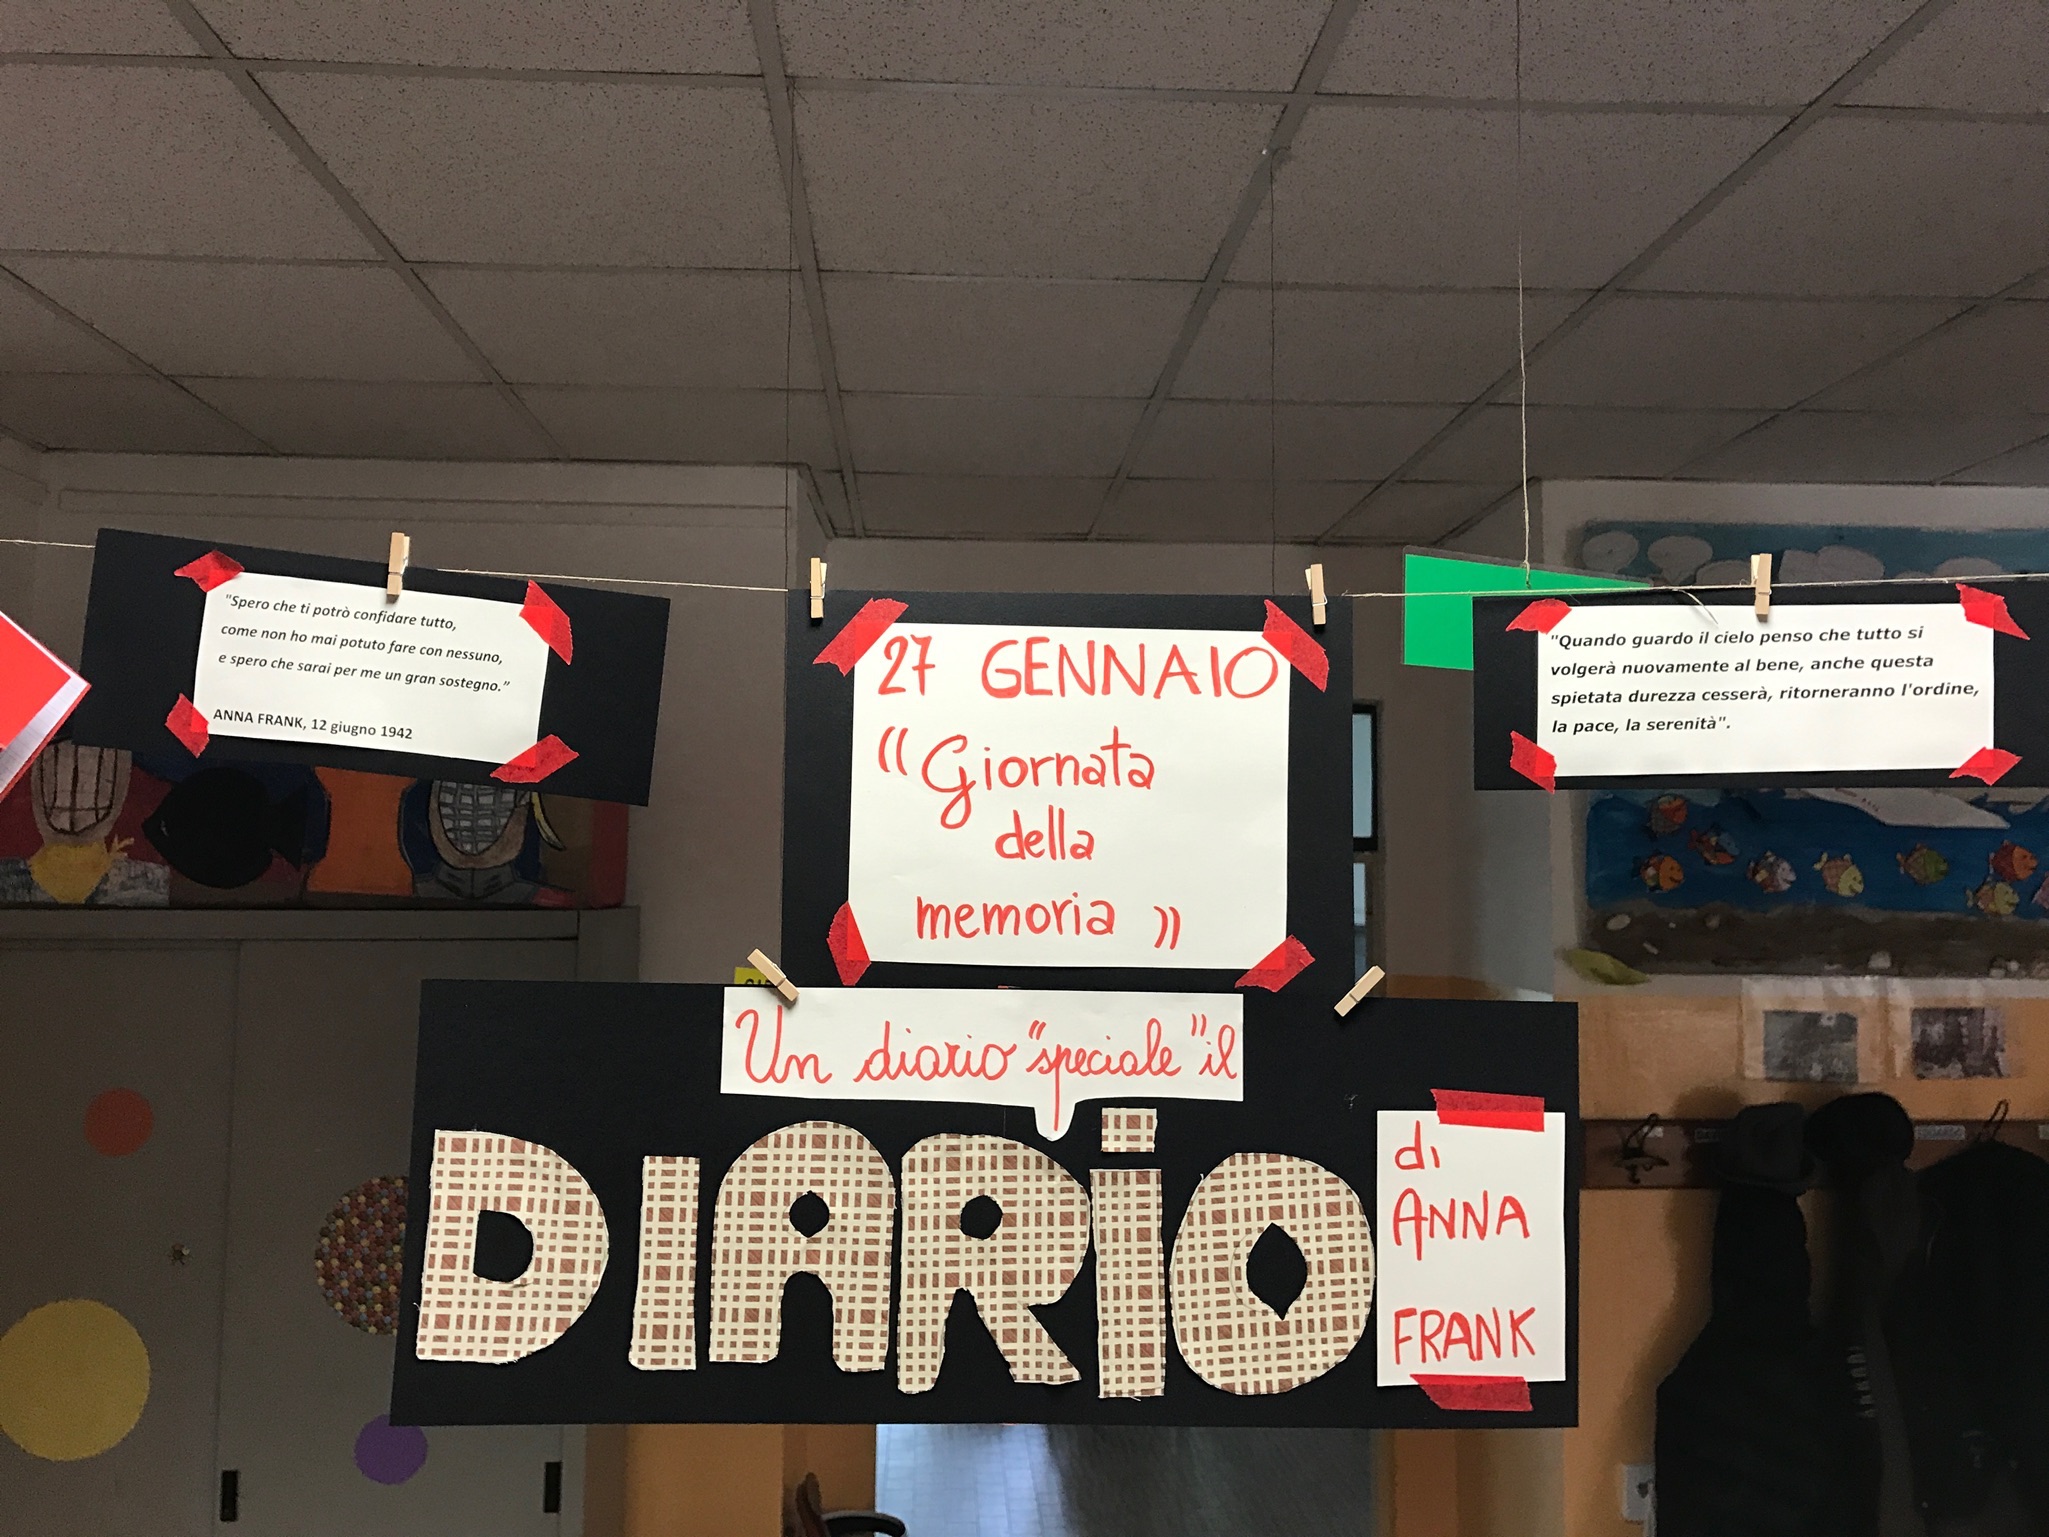 "Spero che ti potrò confidare tutto,
come non ho mai potuto fare con nessuno,
e spero che sarai per me un gran sostegno."
ANNA FRANK, 12 giugno 1942
27 GENNAIO
"Giornata
della
memoria"
"Quando guardo il cielo penso che tutto si
volgerà nuovamente al bene, anche questa
spietata durezza cesserà, ritorneranno l'ordine,
la pace, la serenità".
Un diario "speciale" il
DIARiO
di
ANNA
FRANK